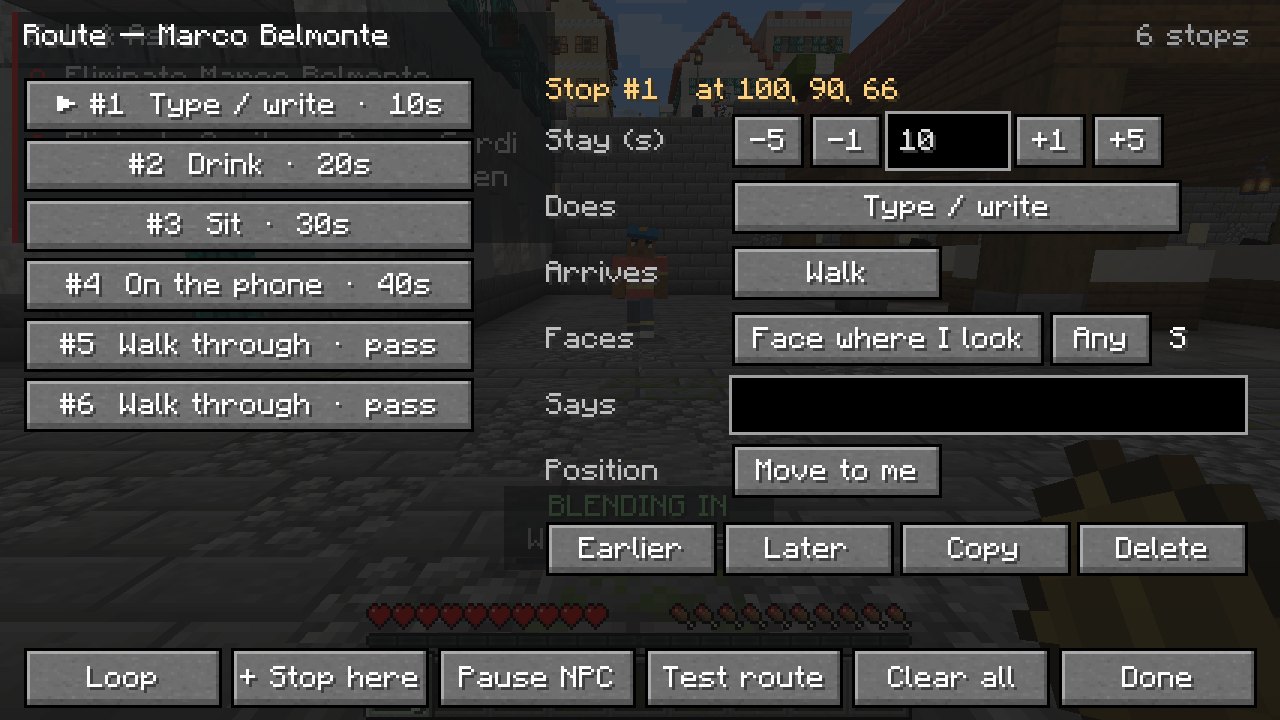 Route — Marco Belmonte
6 stops
Eliminate Marco Belmonte
► #1 Type / write · 10s
#2 Drink · 20s
#3 Sit · 30s
#4 On the phone · 40s
#5 Walk through · pass
#6 Walk through · pass
Stop #1 at 100, 90, 66
Stay (s) -5 -1 10 +1 +5
Does Type / write
Arrives Walk
Faces Face where I look Any S
Says
Position Move to me
BLENDING IN
Earlier Later Copy Delete
Loop + Stop here Pause NPC Test route Clear all Done